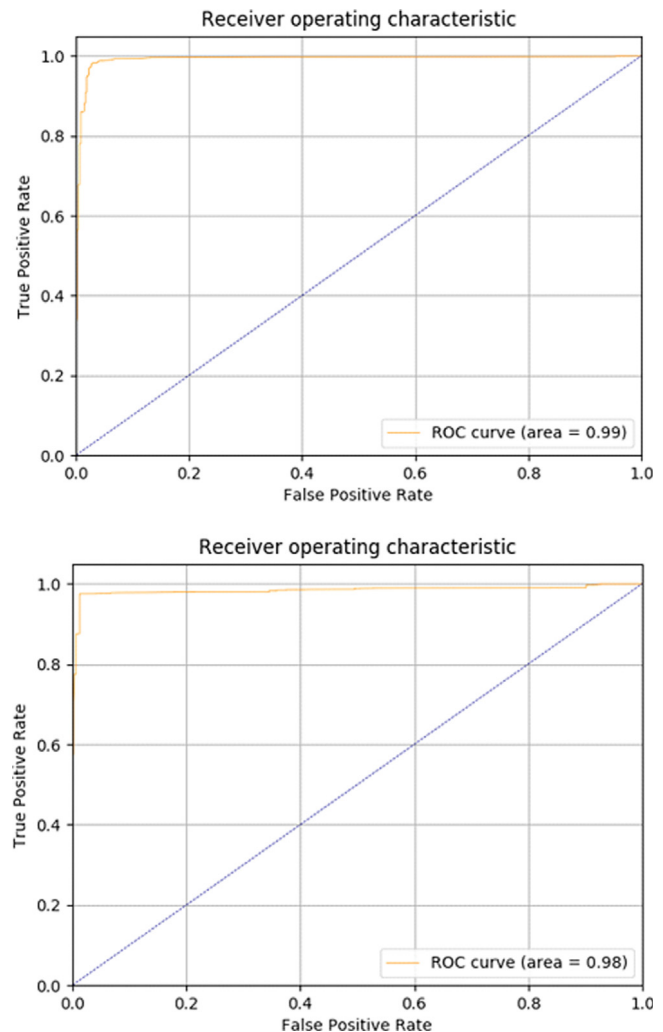 Receiver operating characteristic
1.0
0.8
0.6
0.4
0.2
0.0
True Positive Rate
ROC curve (area = 0.99)
0.0 0.2 0.4 0.6 0.8 1.0
False Positive Rate
Receiver operating characteristic
1.0
0.8
0.6
0.4
0.2
0.0
True Positive Rate
ROC curve (area = 0.98)
0.0 0.2 0.4 0.6 0.8 1.0
False Positive Rate